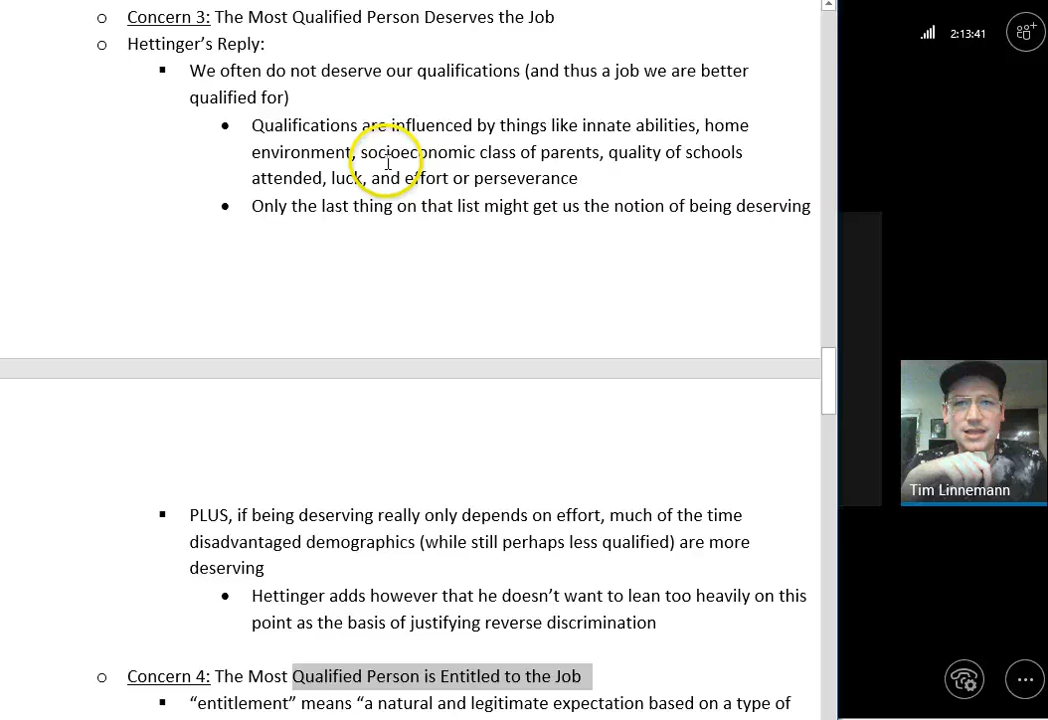 Concern 3: The Most Qualified Person Deserves the Job
Hettinger's Reply:
We often do not deserve our qualifications (and thus a job we are better
qualified for)
Qualifications are influenced by things like innate abilities, home
environment, socioeconomic class of parents, quality of schools
attended, luck, and effort or perseverance
Only the last thing on that list might get us the notion of being deserving
PLUS, if being deserving really only depends on effort, much of the time
disadvantaged demographics (while still perhaps less qualified) are more
deserving
Hettinger adds however that he doesn't want to lean too heavily on this
point as the basis of justifying reverse discrimination
Concern 4: The Most Qualified Person is Entitled to the Job
"entitlement" means "a natural and legitimate expectation based on a type of
2:13:41
Tim Linnemann